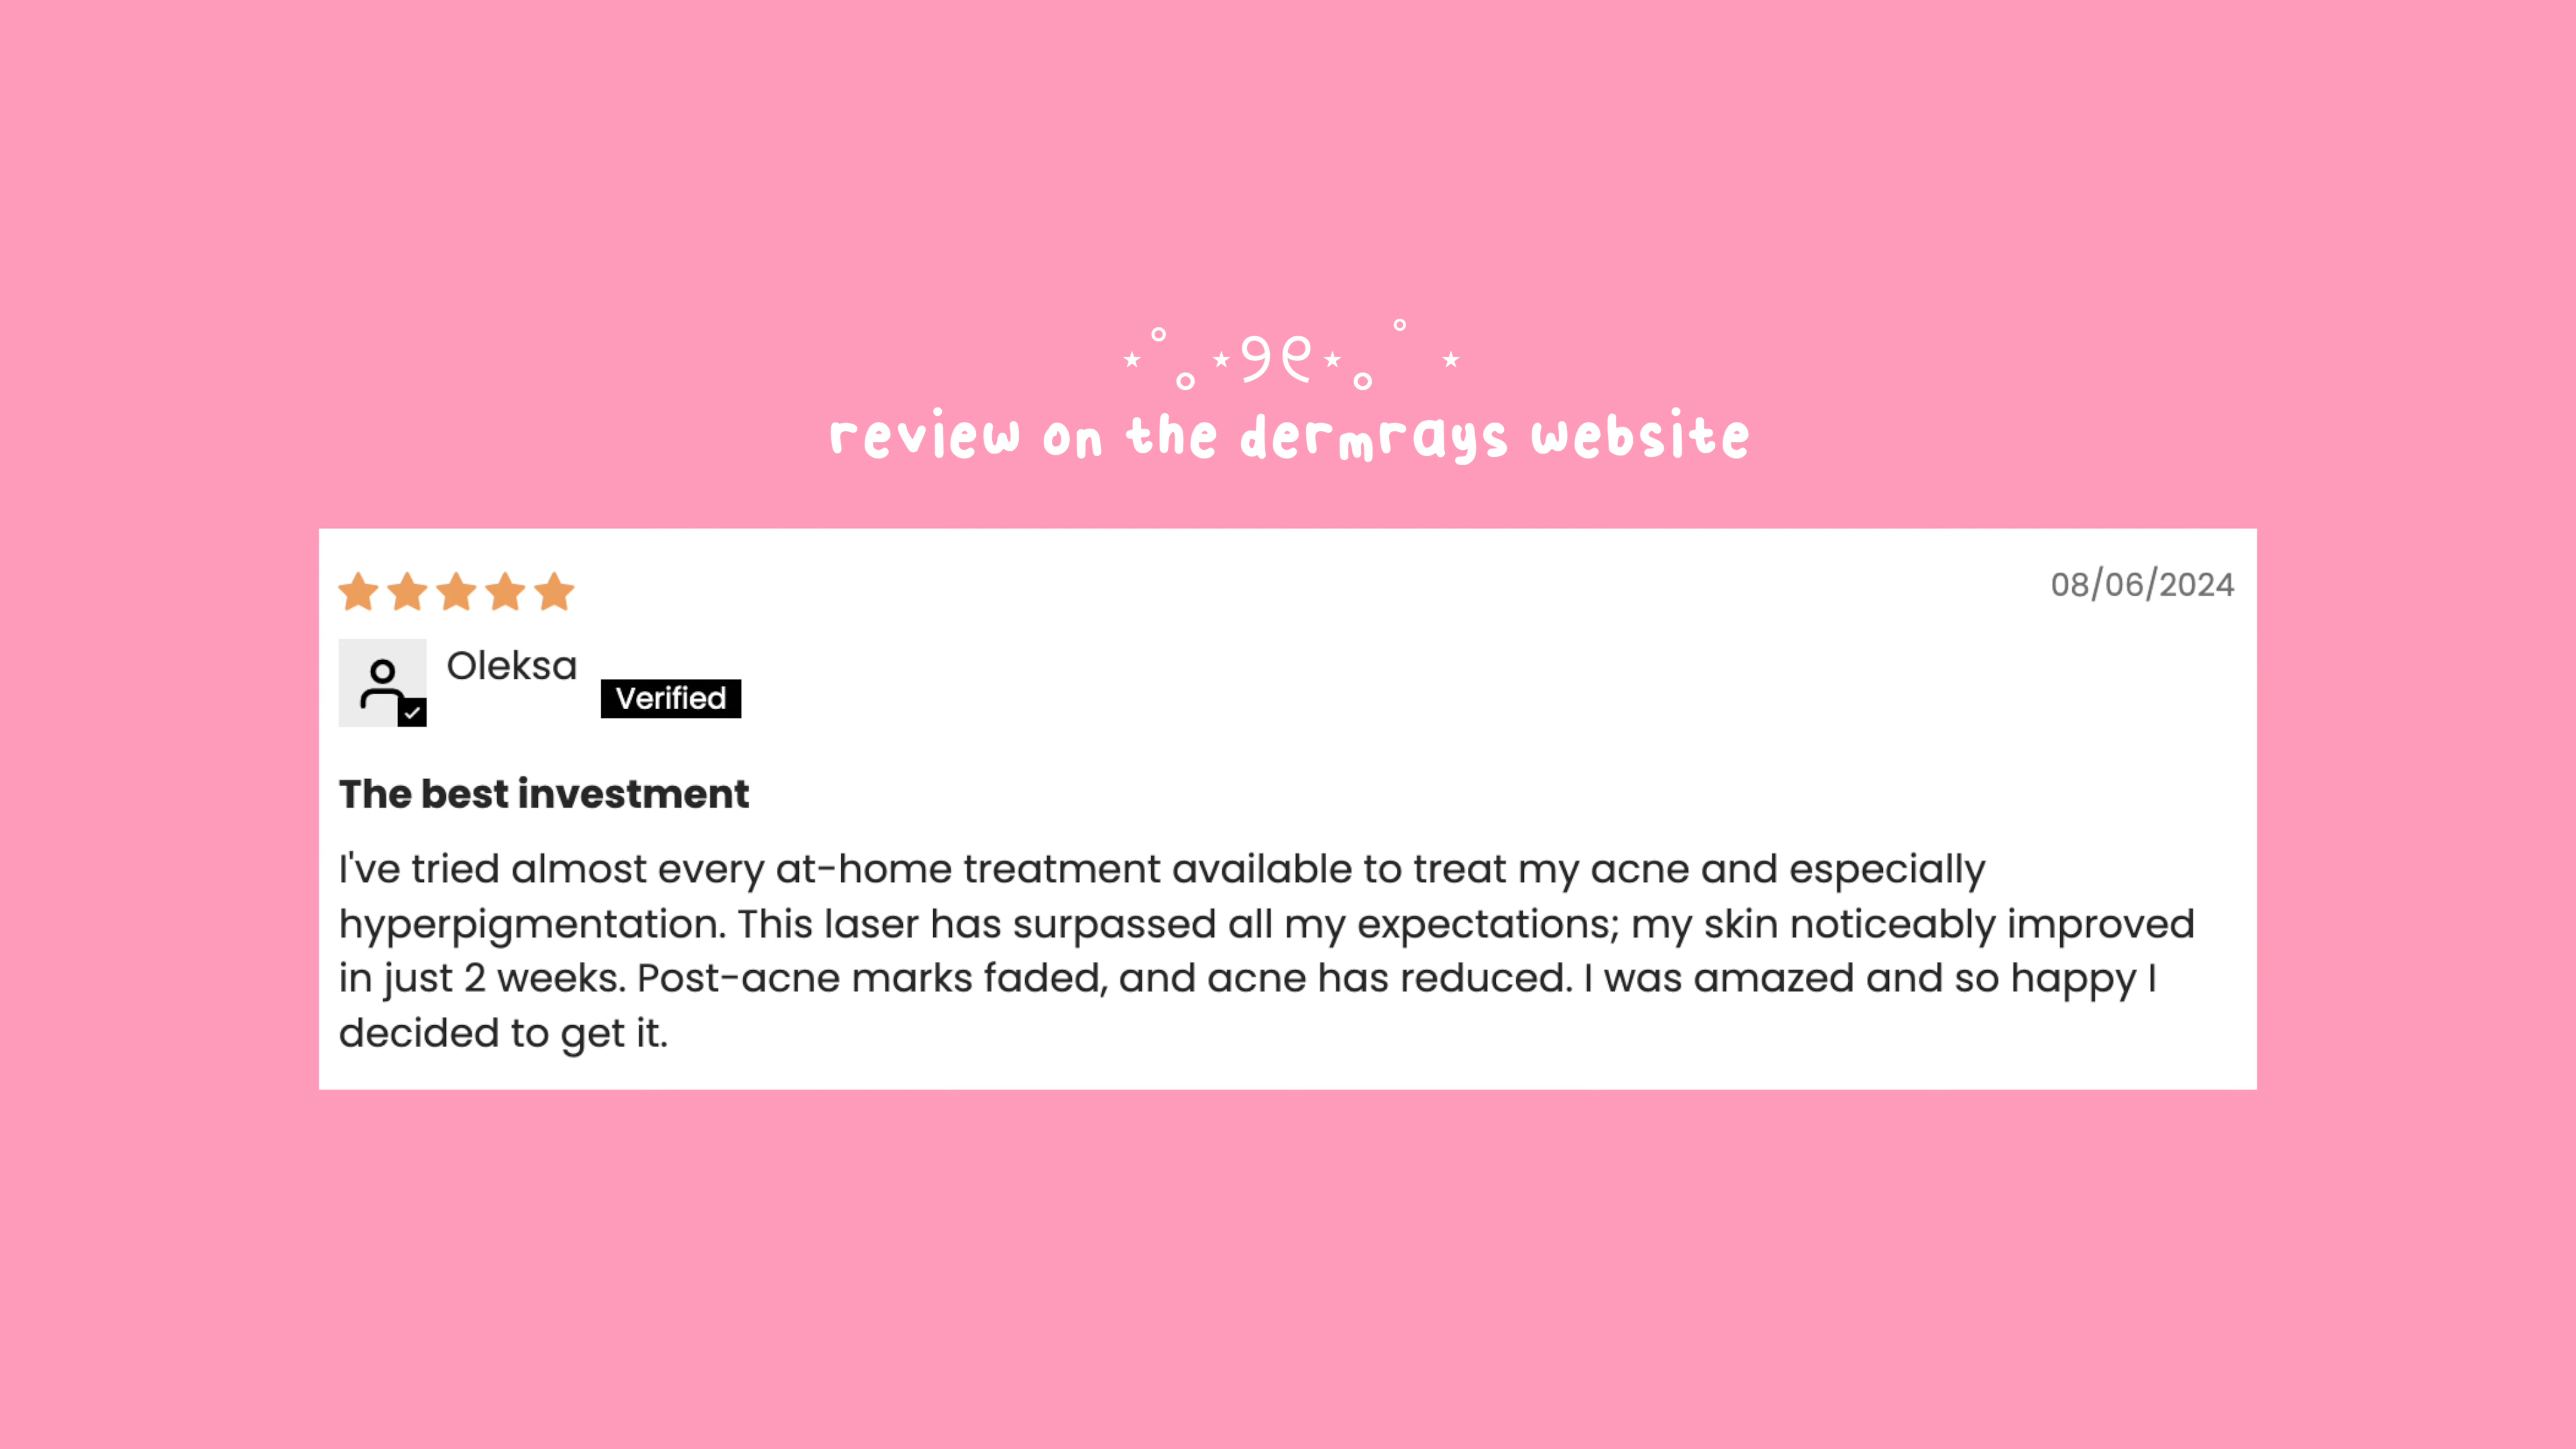 ⋆˚｡⋆୨୧⋆｡˚ ⋆
review on the dermrays website
08/06/2024
Oleksa
Verified
The best investment
I've tried almost every at-home treatment available to treat my acne and especially
hyperpigmentation. This laser has surpassed all my expectations; my skin noticeably improved
in just 2 weeks. Post-acne marks faded, and acne has reduced. I was amazed and so happy I
decided to get it.